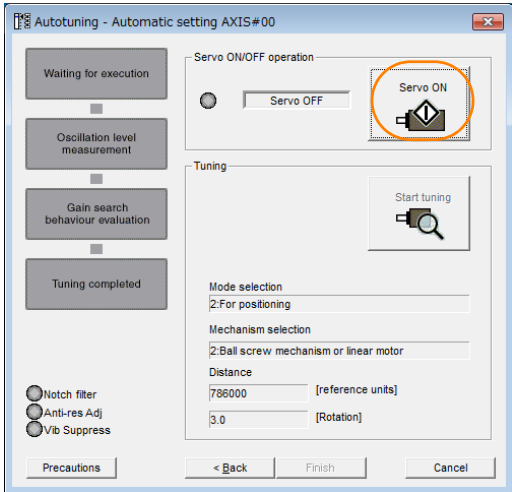 Autotuning - Automatic setting AXIS#00
Waiting for execution
Oscillation level
measurement
Gain search
behaviour evaluation
Tuning completed
Notch filter
Anti-res Adj
Vib Suppress
Precautions
Servo ON/OFF operation
Servo OFF
Servo ON
Tuning
Start tuning
Mode selection
2:For positioning
Mechanism selection
2:Ball screw mechanism or linear motor
Distance
786000 [reference units]
3.0 [Rotation]
< Back
Finish
Cancel